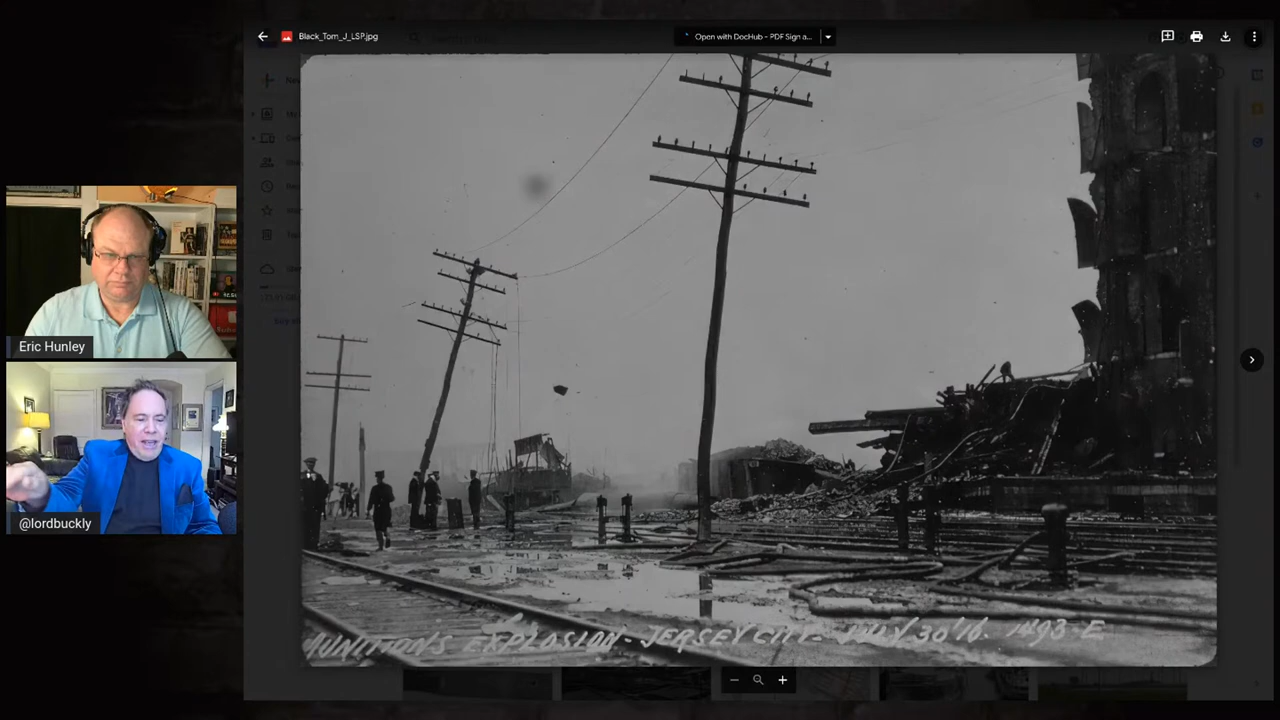 Black_Tom_J_LSP.jpg
Open with DocHub - PDF Sign a...
Eric Hunley
@lordbuckly
MUNITIONS EXPLOSION - JERSEY CITY. JULY 30'16. 1493-E